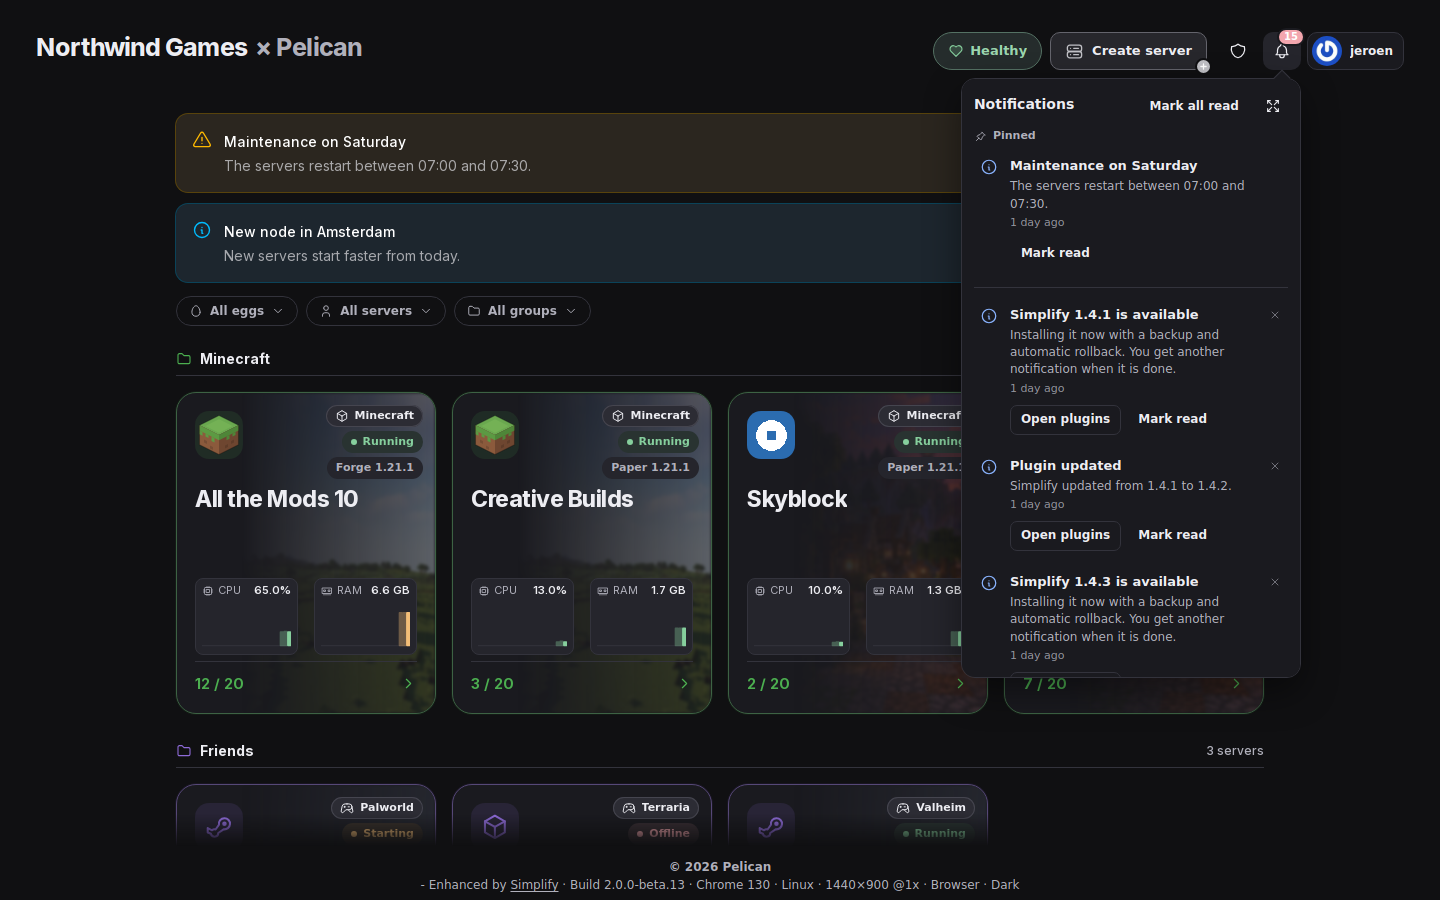 Northwind Games × Pelican
Healthy
Create server
15
jeroen
Maintenance on Saturday
The servers restart between 07:00 and 07:30.
New node in Amsterdam
New servers start faster from today.
All eggs
All servers
All groups
Notifications
Mark all read
Pinned
Maintenance on Saturday
The servers restart between 07:00 and
07:30.
1 day ago
Mark read
Simplify 1.4.1 is available
Installing it now with a backup and
automatic rollback. You get another
notification when it is done.
1 day ago
Open plugins
Mark read
Plugin updated
Simplify updated from 1.4.1 to 1.4.2.
1 day ago
Open plugins
Mark read
Simplify 1.4.3 is available
Installing it now with a backup and
automatic rollback. You get another
notification when it is done.
1 day ago
Minecraft
Minecraft
Running
Forge 1.21.1
All the Mods 10
CPU 65.0%
RAM 6.6 GB
12 / 20
Minecraft
Running
Paper 1.21.1
Creative Builds
CPU 13.0%
RAM 1.7 GB
3 / 20
Minecraf
Running
Paper 1.21.1
Skyblock
CPU 10.0%
RAM 1.3 GB
2 / 20
7 / 20
Friends
3 servers
Palworld
Starting
Terraria
Offline
Valheim
Running
© 2026 Pelican
- Enhanced by Simplify · Build 2.0.0-beta.13 · Chrome 130 · Linux · 1440×900 @1x · Browser · Dark